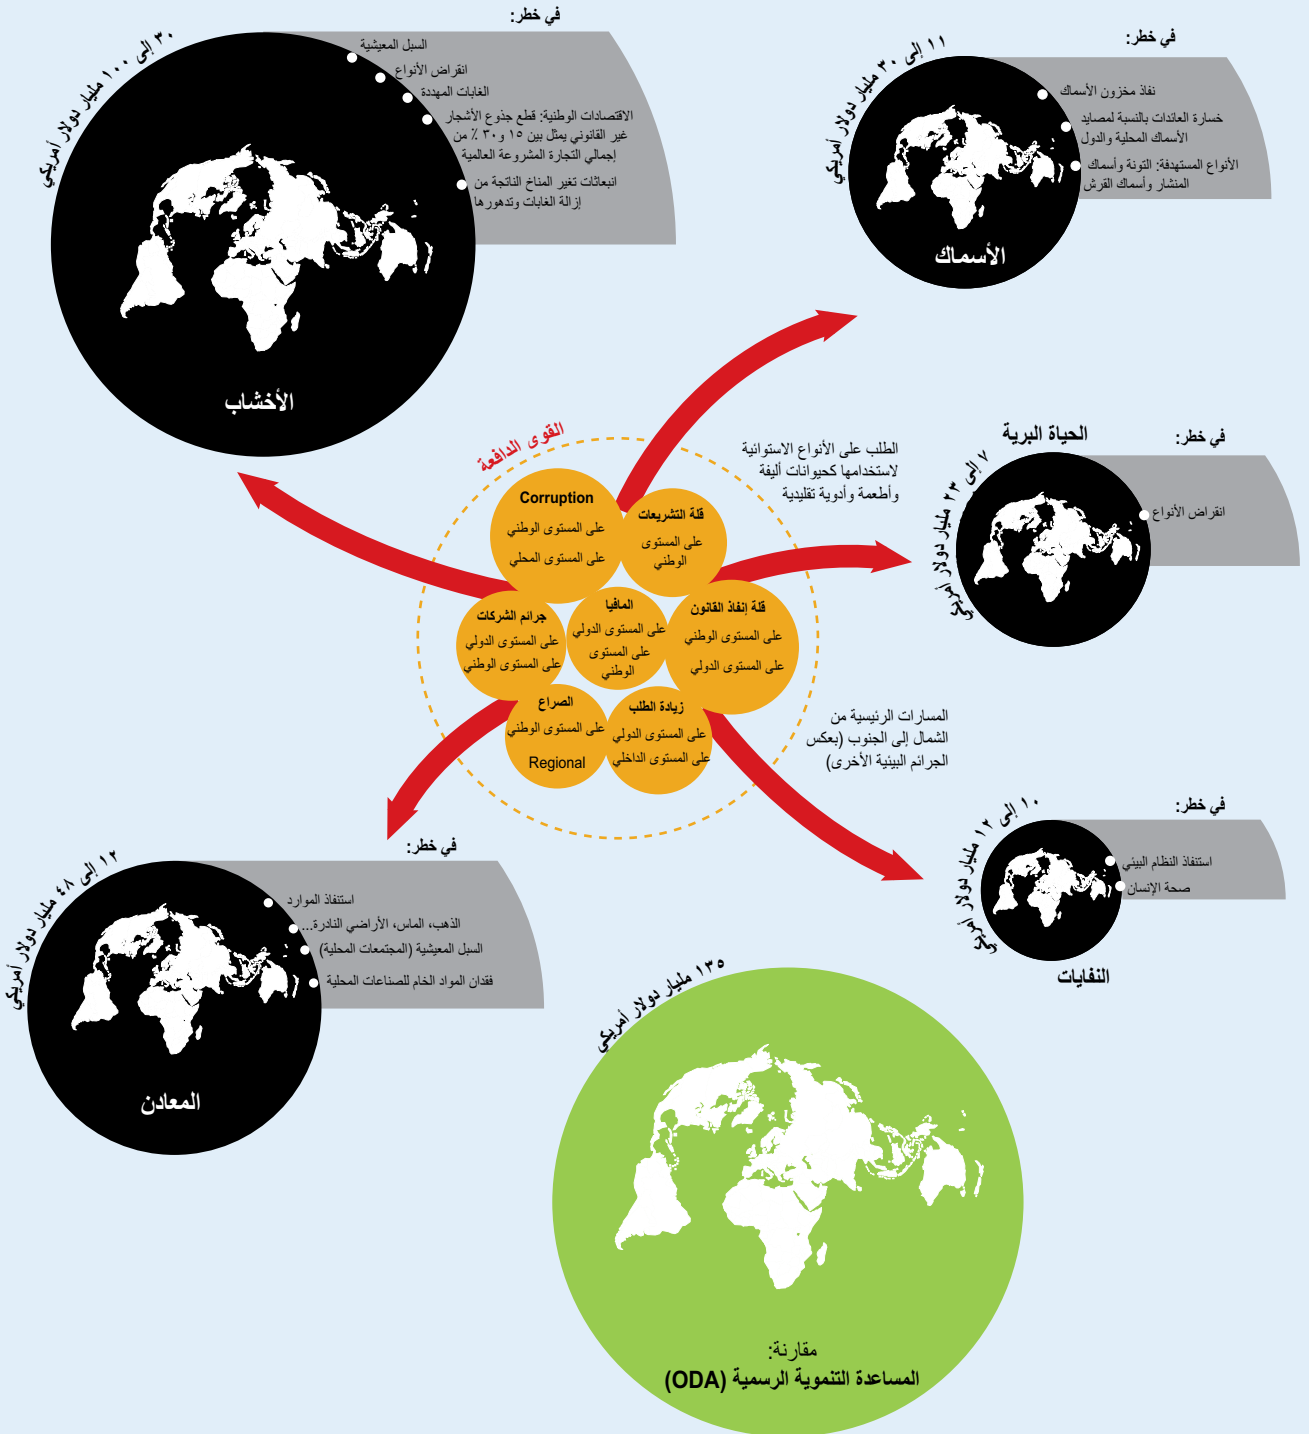 في خطر:
٣٠ إلى ١٠٠ مليار دولار أمريكي
السبل المعيشية
انقراض الأنواع
الغابات المهددة
الاقتصادات الوطنية: قطع جذوع الأشجار
غير القانوني يمثل بين ١٥ و٣٠ ٪ من
إجمالي التجارة المشروعة العالمية
انبعاثات تغير المناخ الناتجة من
إزالة الغابات وتدهورها
الأخشاب
في خطر:
١١ إلى ٣٠ مليار دولار أمريكي
نفاذ مخزون الأسماك
خسارة العائدات بالنسبة لمصايد
الأسماك المحلية والدول
الأنواع المستهدفة: التونة وأسماك
المنشار وأسماك القرش
الأسماك
القوى الدافعة
الطلب على الأنواع الاستوائية
لاستخدامها كحيوانات أليفة
وأطعمة وأدوية تقليدية
الحياة البرية
في خطر:
٧ إلى ٢٣ مليار دولار أمريكي
انقراض الأنواع
Corruption
على المستوى الوطني
على المستوى المحلي
قلة التشريعات
على المستوى
الوطني
المافيا
على المستوى الدولي
على المستوى
الوطني
قلة إنفاذ القانون
على المستوى الوطني
على المستوى الدولي
جرائم الشركات
على المستوى الدولي
على المستوى الوطني
الصراع
على المستوى الوطني
Regional
زيادة الطلب
على المستوى الدولي
على المستوى الداخلي
المسارات الرئيسية من
الشمال إلى الجنوب (بعكس
الجرائم البيئية الأخرى)
في خطر:
١٠ إلى ١٢ مليار دولار أمريكي
استنفاذ النظام البيئي
صحة الإنسان
النفايات
في خطر:
١٢ إلى ٤٨ مليار دولار أمريكي
استنفاذ الموارد
الذهب، الماس، الأراضي النادرة...
السبل المعيشية (المجتمعات المحلية)
فقدان المواد الخام للصناعات المحلية
المعادن
١٣٥ مليار دولار أمريكي
مقارنة:
المساعدة التنموية الرسمية (ODA)